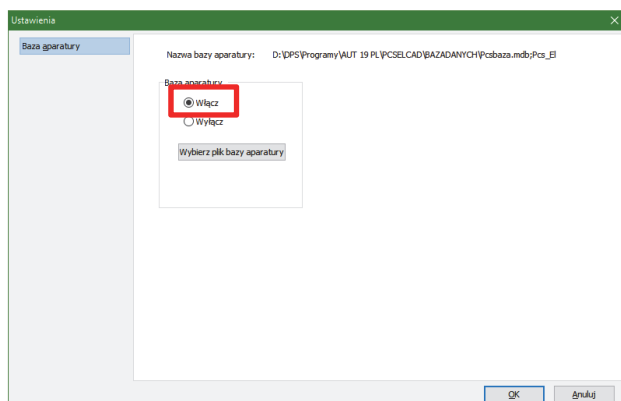 Ustawienia
Baza aparatury
Nazwa bazy aparatury: D:\DPS\Programy\AUT 19 PL\PCSELCAD\BAZADANYCH\Pcsbaza.mdb;Pcs_El
Baza aparatury
Włącz
Wyłącz
Wybierz plik bazy aparatury
OK Anuluj